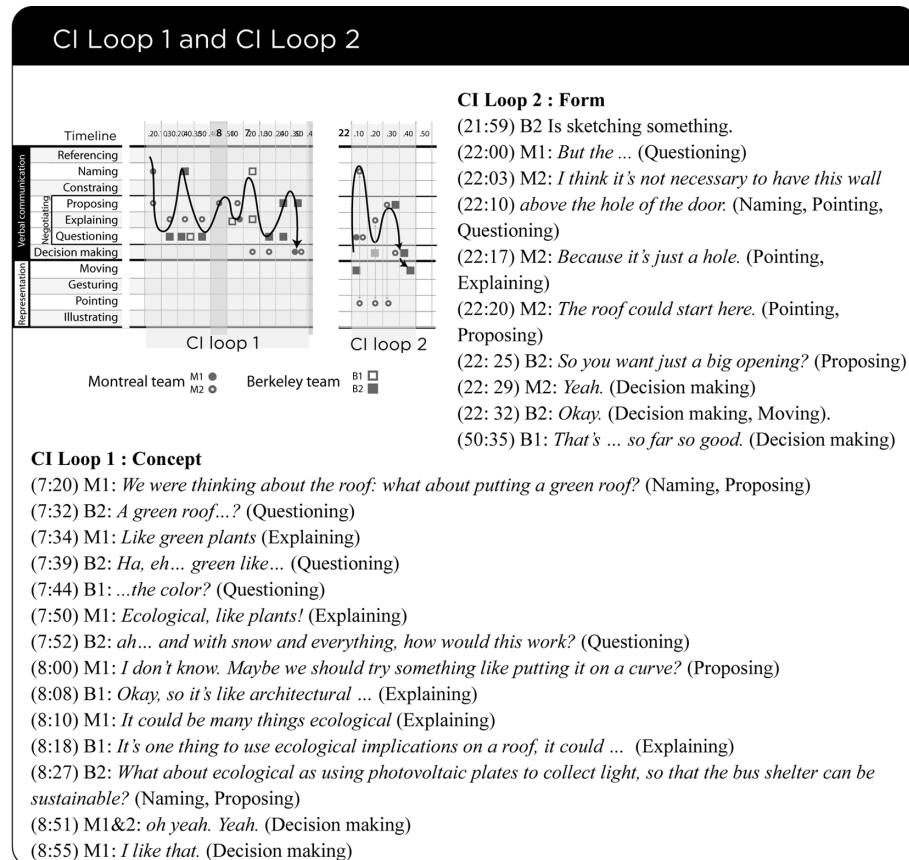 CI Loop 1 and CI Loop 2
Timeline
8
7
22 .10 .20 .30 .40 .50
Verbal communication
Negotiating
Representation
Referencing
Naming
Constraing
Proposing
Explaining
Questioning
Decision making
Moving
Gesturing
Pointing
Illustrating
CI loop 1
CI loop 2
Montreal team M1 M2 Berkeley team B1 B2
CI Loop 2 : Form
(21:59) B2 Is sketching something.
(22:00) M1: But the ... (Questioning)
(22:03) M2: I think it's not necessary to have this wall
(22:10) above the hole of the door. (Naming, Pointing,
Questioning)
(22:17) M2: Because it's just a hole. (Pointing,
Explaining)
(22:20) M2: The roof could start here. (Pointing,
Proposing)
(22: 25) B2: So you want just a big opening? (Proposing)
(22: 29) M2: Yeah. (Decision making)
(22: 32) B2: Okay. (Decision making, Moving).
(50:35) B1: That's ... so far so good. (Decision making)
CI Loop 1 : Concept
(7:20) M1: We were thinking about the roof: what about putting a green roof? (Naming, Proposing)
(7:32) B2: A green roof...? (Questioning)
(7:34) M1: Like green plants (Explaining)
(7:39) B2: Ha, eh... green like... (Questioning)
(7:44) B1: ...the color? (Questioning)
(7:50) M1: Ecological, like plants! (Explaining)
(7:52) B2: ah... and with snow and everything, how would this work? (Questioning)
(8:00) M1: I don't know. Maybe we should try something like putting it on a curve? (Proposing)
(8:08) B1: Okay, so it's like architectural ... (Explaining)
(8:10) M1: It could be many things ecological (Explaining)
(8:18) B1: It's one thing to use ecological implications on a roof, it could ... (Explaining)
(8:27) B2: What about ecological as using photovoltaic plates to collect light, so that the bus shelter can be
sustainable? (Naming, Proposing)
(8:51) M1&2: oh yeah. Yeah. (Decision making)
(8:55) M1: I like that. (Decision making)